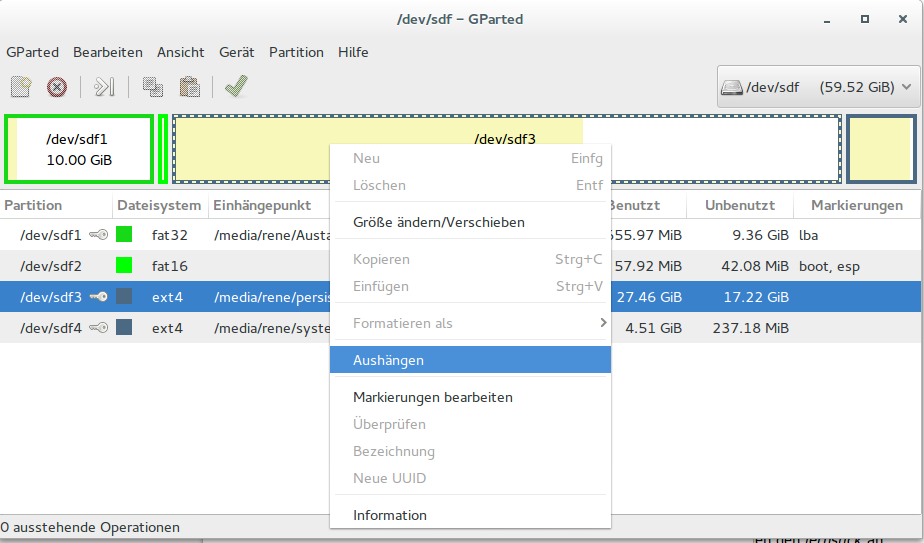 /dev/sdf – GParted
GParted Bearbeiten Ansicht Gerät Partition Hilfe
/dev/sdf (59.52 GiB)
/dev/sdf1
10.00 GiB
/dev/sdf3
Partition Dateisystem Einhängepunkt Benutzt Unbenutzt Markierungen
/dev/sdf1 fat32 /media/rene/Austa 555.97 MiB 9.36 GiB lba
/dev/sdf2 fat16 57.92 MiB 42.08 MiB boot, esp
/dev/sdf3 ext4 /media/rene/persis 27.46 GiB 17.22 GiB
/dev/sdf4 ext4 /media/rene/syste 4.51 GiB 237.18 MiB
Neu Einfg
Löschen Entf
Größe ändern/Verschieben
Kopieren Strg+C
Einfügen Strg+V
Formatieren als
Aushängen
Markierungen bearbeiten
Überprüfen
Bezeichnung
Neue UUID
Information
0 ausstehende Operationen